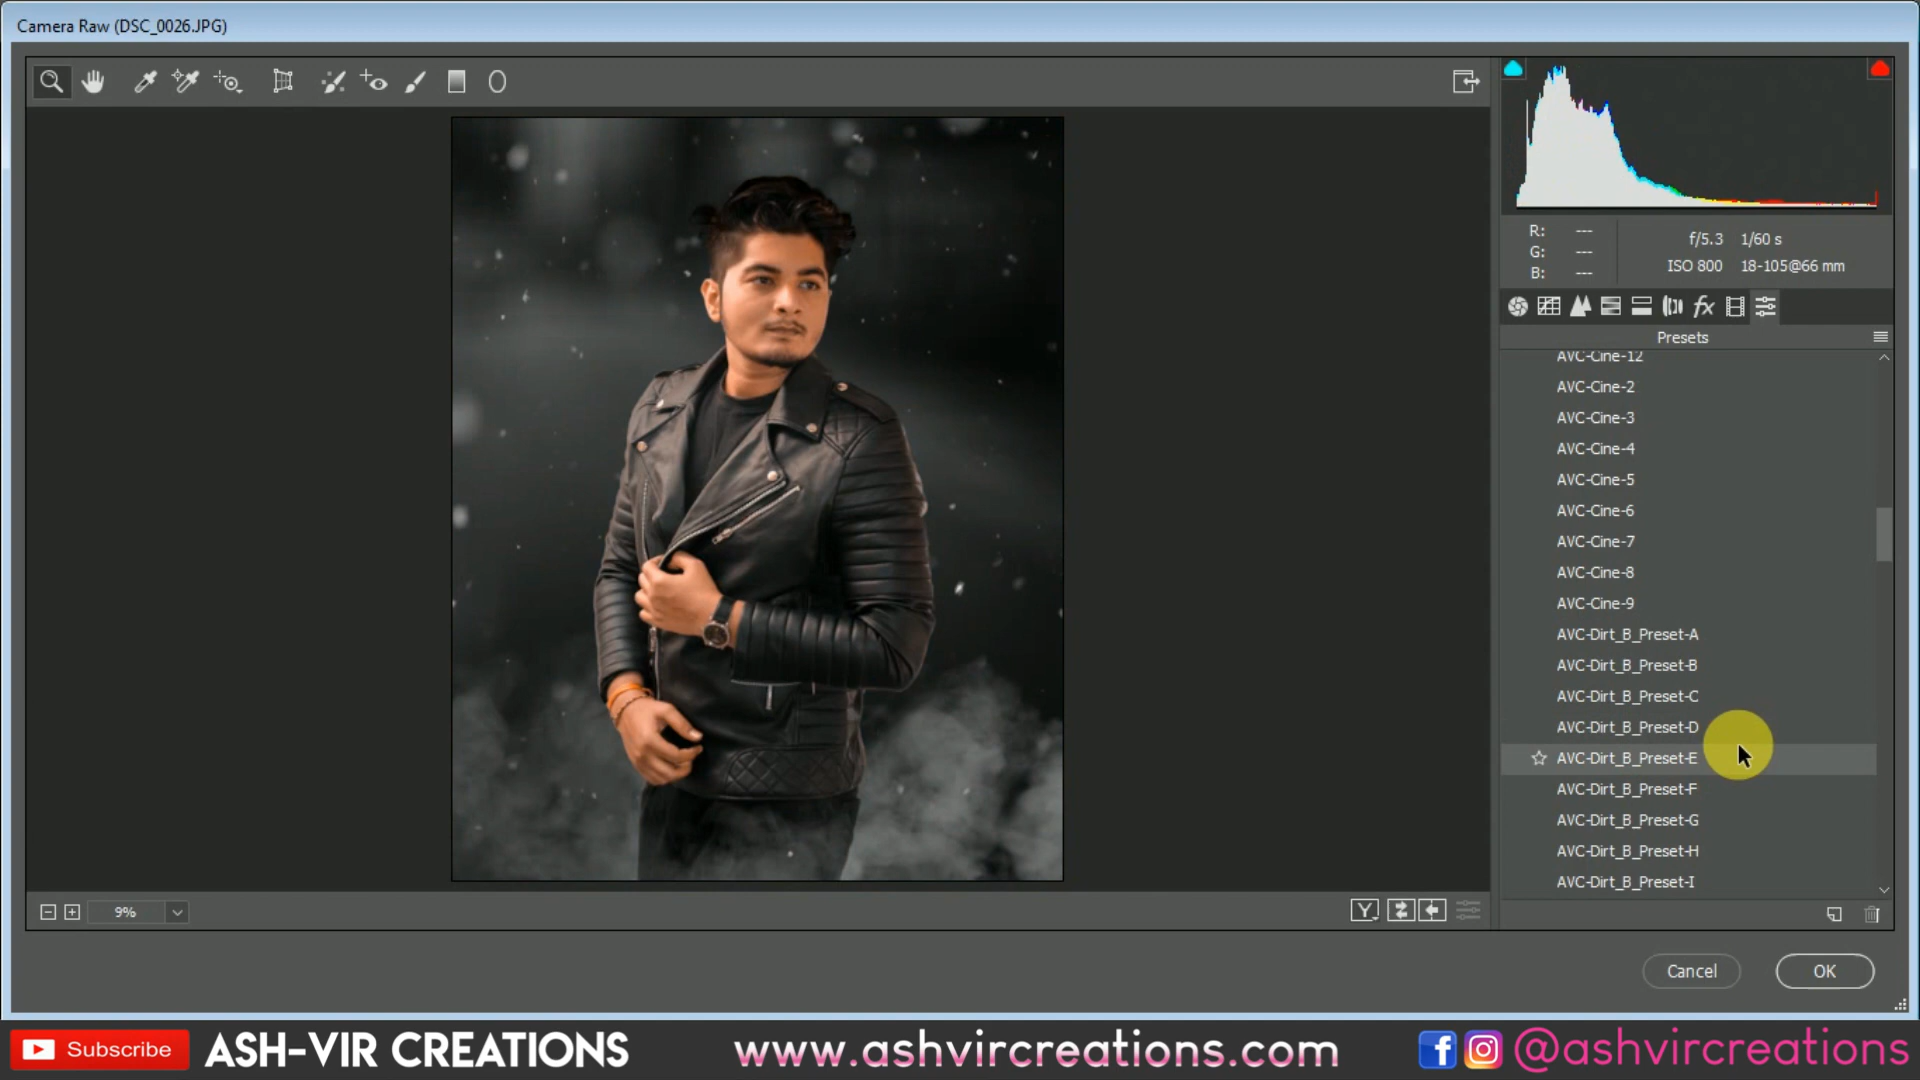 Camera Raw (DSC_0026.JPG)
R: ---
G: ---
B: ---
f/5.3 1/60 s
ISO 800 18-105@66 mm
fx
Presets
AVC-Cine-12
AVC-Cine-2
AVC-Cine-3
AVC-Cine-4
AVC-Cine-5
AVC-Cine-6
AVC-Cine-7
AVC-Cine-8
AVC-Cine-9
AVC-Dirt_B_Preset-A
AVC-Dirt_B_Preset-B
AVC-Dirt_B_Preset-C
AVC-Dirt_B_Preset-D
AVC-Dirt_B_Preset-E
AVC-Dirt_B_Preset-F
AVC-Dirt_B_Preset-G
AVC-Dirt_B_Preset-H
AVC-Dirt_B_Preset-I
9%
Y
Cancel OK
Subscribe ASH-VIR CREATIONS www.ashvircreations.com @ashvircreations